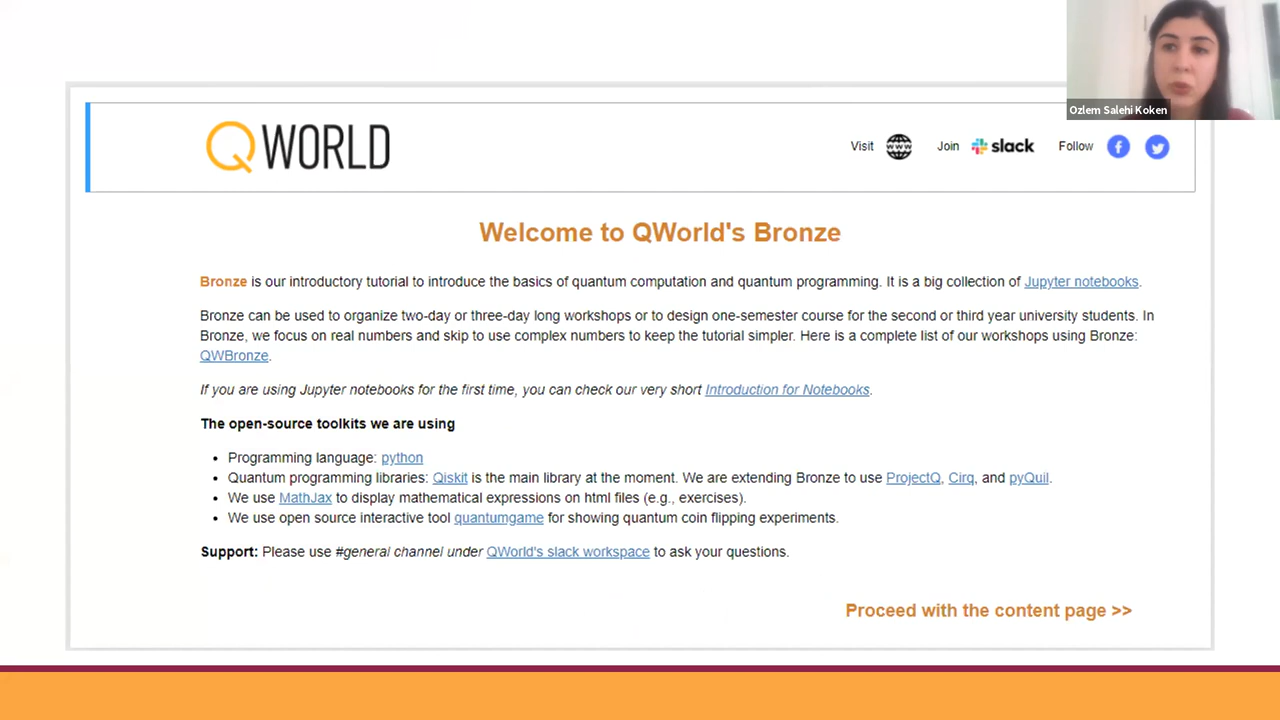 Ozlem Salehi Koken
QWORLD
Visit www Join slack Follow
Welcome to QWorld's Bronze
Bronze is our introductory tutorial to introduce the basics of quantum computation and quantum programming. It is a big collection of Jupyter notebooks.
Bronze can be used to organize two-day or three-day long workshops or to design one-semester course for the second or third year university students. In
Bronze, we focus on real numbers and skip to use complex numbers to keep the tutorial simpler. Here is a complete list of our workshops using Bronze:
QWBronze.
If you are using Jupyter notebooks for the first time, you can check our very short Introduction for Notebooks.
The open-source toolkits we are using
• Programming language: python
• Quantum programming libraries: Qiskit is the main library at the moment. We are extending Bronze to use ProjectQ, Cirq, and pyQuil.
• We use MathJax to display mathematical expressions on html files (e.g., exercises).
• We use open source interactive tool quantumgame for showing quantum coin flipping experiments.
Support: Please use #general channel under QWorld's slack workspace to ask your questions.
Proceed with the content page >>